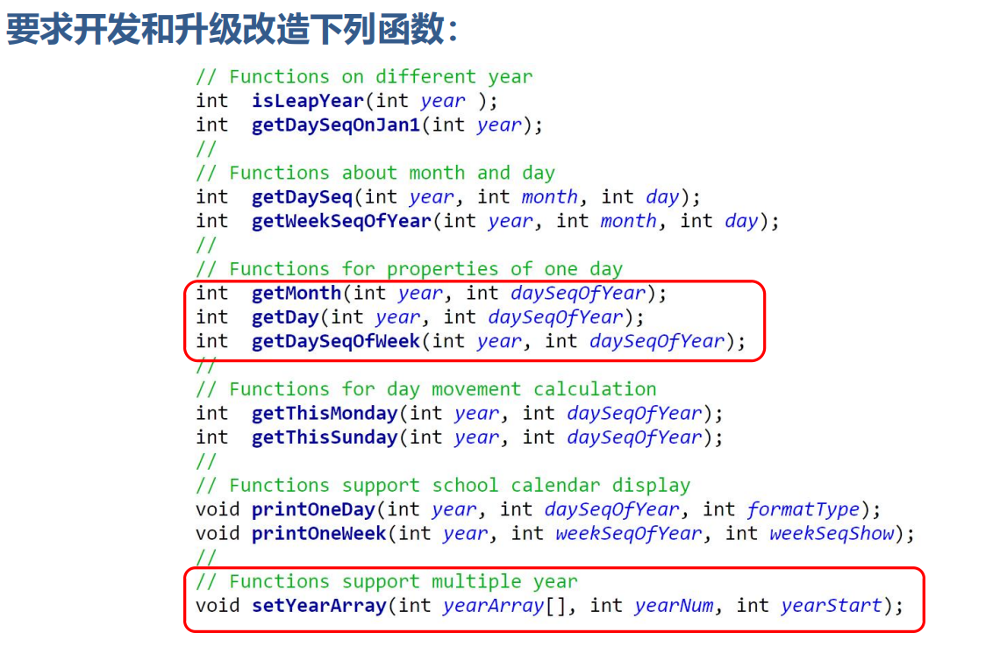 要求开发和升级改造下列函数：
// Functions on different year
int isLeapYear(int year );
int getDaySeqOnJan1(int year);
//
// Functions about month and day
int getDaySeq(int year, int month, int day);
int getWeekSeqOfYear(int year, int month, int day);
//
// Functions for properties of one day
int getMonth(int year, int daySeqOfYear);
int getDay(int year, int daySeqOfYear);
int getDaySeqOfWeek(int year, int daySeqOfYear);
//
// Functions for day movement calculation
int getThisMonday(int year, int daySeqOfYear);
int getThisSunday(int year, int daySeqOfYear);
//
// Functions support school calendar display
void printOneDay(int year, int daySeqOfYear, int formatType);
void printOneWeek(int year, int weekSeqOfYear, int weekSeqShow);
//
// Functions support multiple year
void setYearArray(int yearArray[], int yearNum, int yearStart);